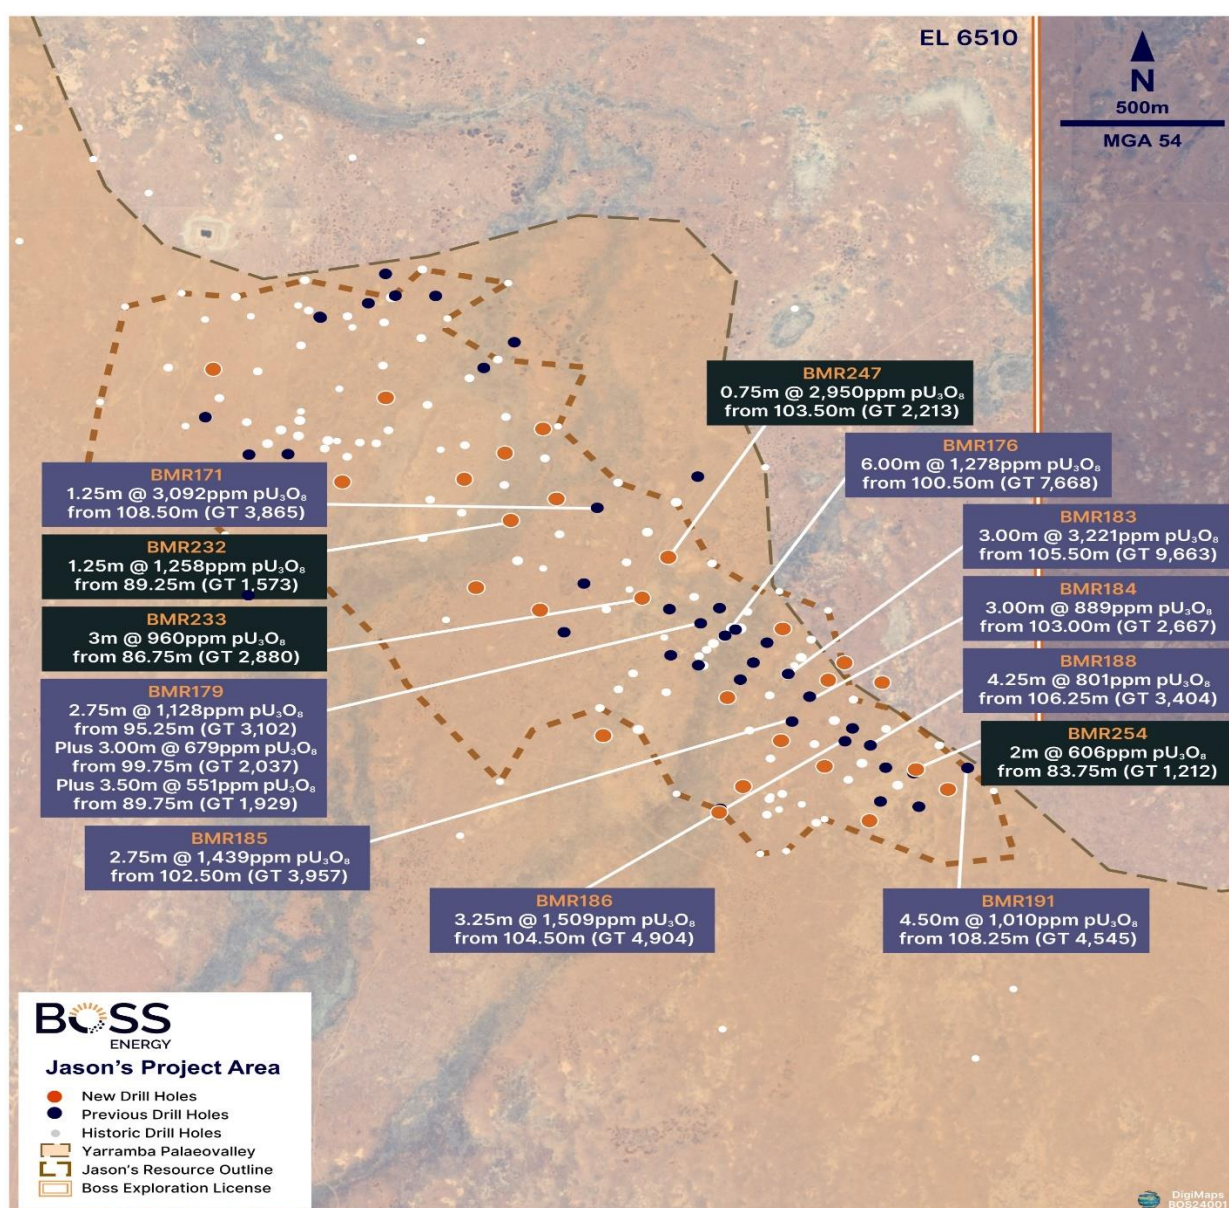 EL 6510
N
500m
MGA 54
BMR247
0.75m @ 2,950ppm pU₃O₈
from 103.50m (GT 2,213)
BMR176
6.00m @ 1,278ppm pU₃O₈
from 100.50m (GT 7,668)
BMR171
1.25m @ 3,092ppm pU₃O₈
from 108.50m (GT 3,865)
BMR183
3.00m @ 3,221ppm pU₃O₈
from 105.50m (GT 9,663)
BMR232
1.25m @ 1,258ppm pU₃O₈
from 89.25m (GT 1,573)
BMR184
3.00m @ 889ppm pU₃O₈
from 103.00m (GT 2,667)
BMR233
3m @ 960ppm pU₃O₈
from 86.75m (GT 2,880)
BMR188
4.25m @ 801ppm pU₃O₈
from 106.25m (GT 3,404)
BMR179
2.75m @ 1,128ppm pU₃O₈
from 95.25m (GT 3,102)
Plus 3.00m @ 679ppm pU₃O₈
from 99.75m (GT 2,037)
Plus 3.50m @ 551ppm pU₃O₈
from 89.75m (GT 1,929)
BMR254
2m @ 606ppm pU₃O₈
from 83.75m (GT 1,212)
BMR185
2.75m @ 1,439ppm pU₃O₈
from 102.50m (GT 3,957)
BMR186
3.25m @ 1,509ppm pU₃O₈
from 104.50m (GT 4,904)
BMR191
4.50m @ 1,010ppm pU₃O₈
from 108.25m (GT 4,545)
BOSS
ENERGY
Jason's Project Area
New Drill Holes
Previous Drill Holes
Historic Drill Holes
Yarramba Palaeovalley
Jason's Resource Outline
Boss Exploration License
DigiMaps
BOS24001